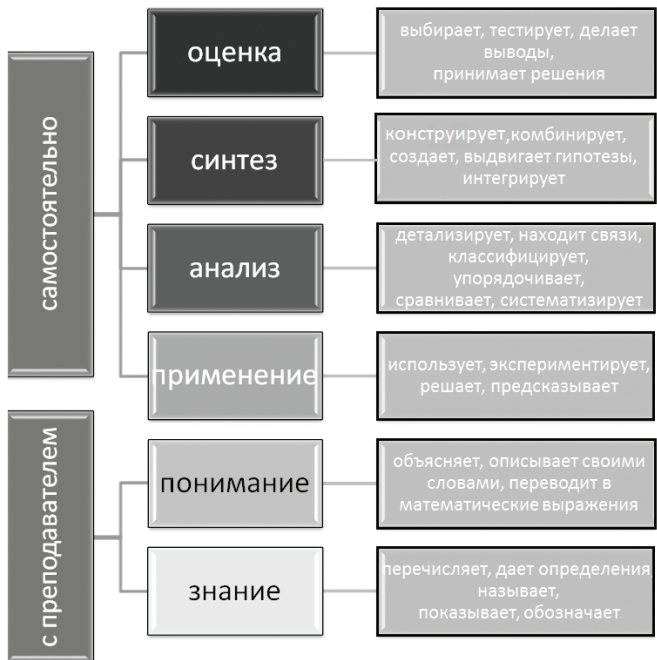 самостоятельно
оценка
выбирает, тестирует, делает
выводы,
принимает решения
синтез
конструирует,комбинирует,
создает, выдвигает гипотезы,
интегрирует
анализ
детализирует, находит связи,
классифицирует,
упорядочивает,
сравнивает, систематизирует
применение
использует, экспериментирует,
решает, предсказывает
с преподавателем
понимание
объясняет, описывает своими
словами, переводит в
математические выражения
знание
перечисляет, дает определения
называет,
показывает, обозначает